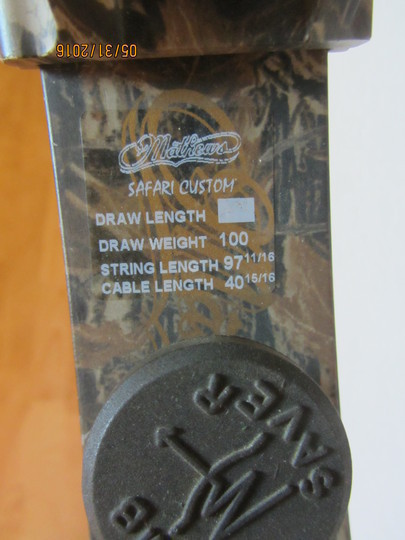 05/31/2016
Mathews
SAFARI CUSTOM
DRAW LENGTH
DRAW WEIGHT 100
STRING LENGTH 97 11/16
CABLE LENGTH 40 15/16
SAVER